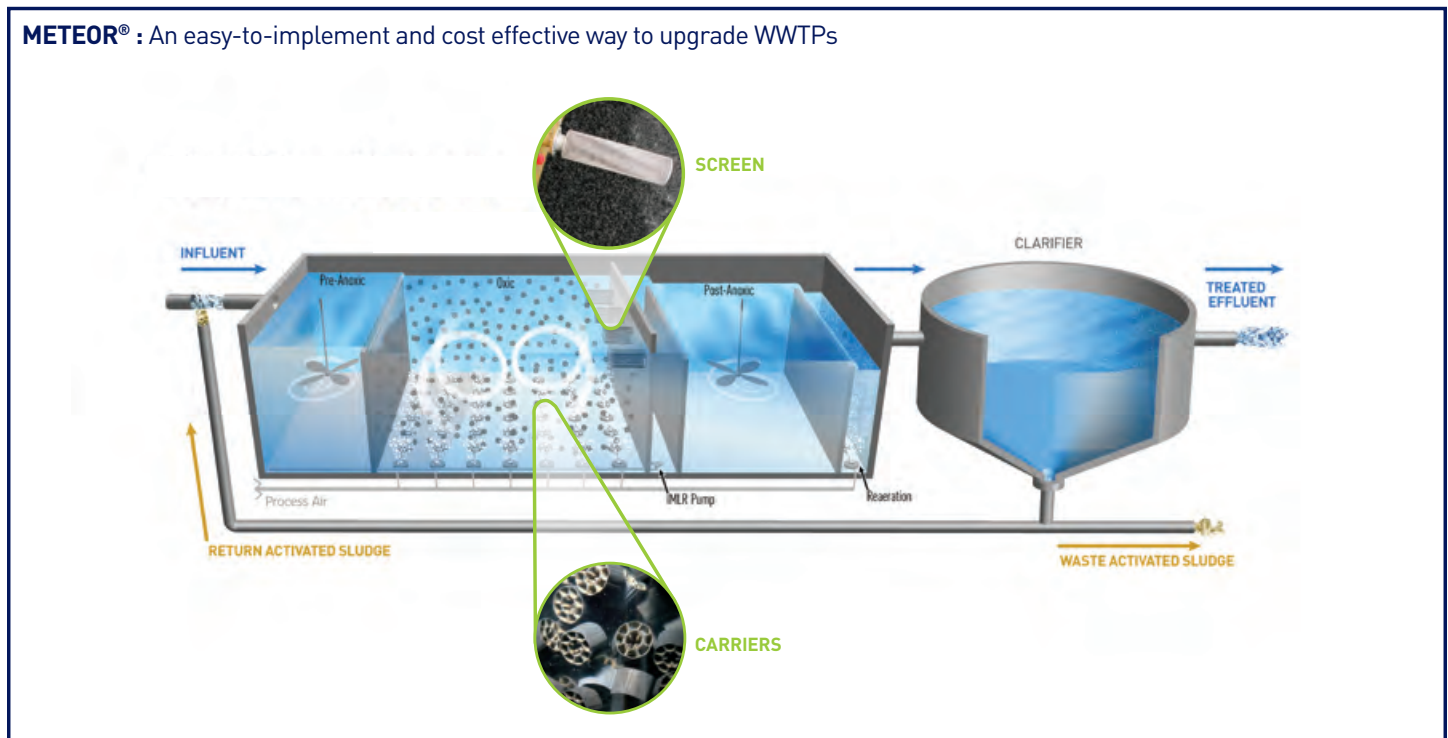 METEOR® : An easy-to-implement and cost effective way to upgrade WWTPs
SCREEN
INFLUENT
CLARIFIER
TREATED
EFFLUENT
Pre-Anoxic
Oxic
Post-Anoxic
Process Air
IMLR Pump
Reaeration
RETURN ACTIVATED SLUDGE
WASTE ACTIVATED SLUDGE
CARRIERS